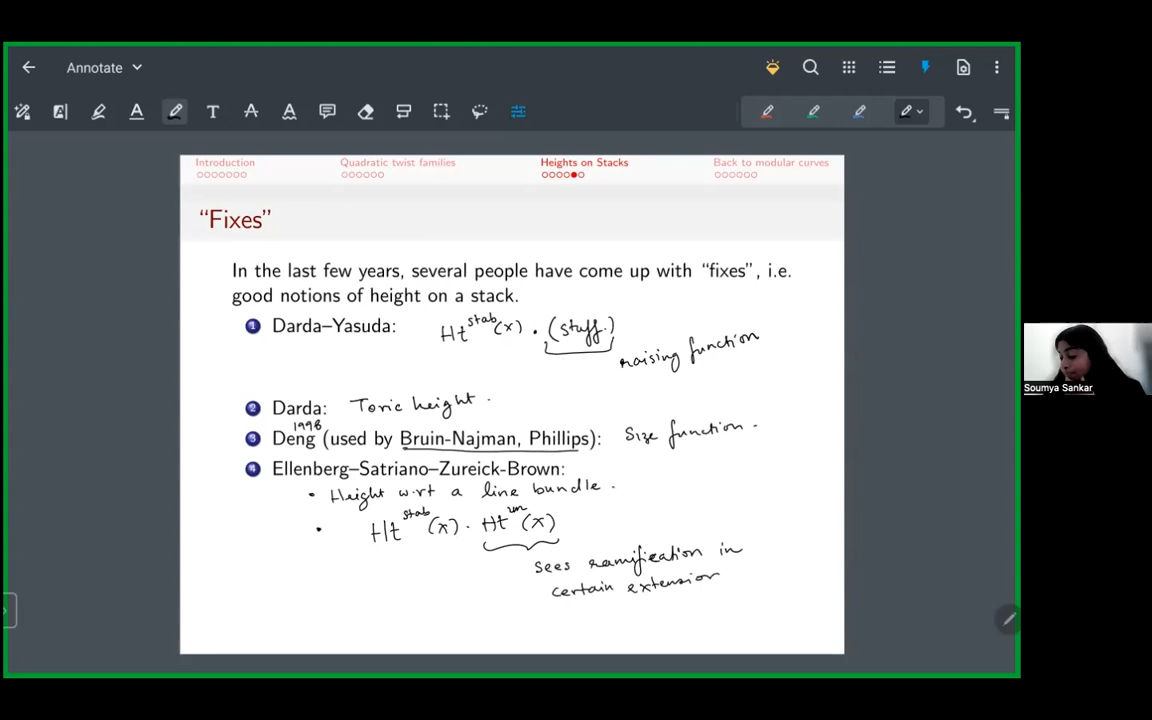 Annotate
Introduction
Quadratic twist families
Heights on Stacks
Back to modular curves
“Fixes”
In the last few years, several people have come up with “fixes”, i.e.
good notions of height on a stack.
1 Darda–Yasuda: Ht^stab(x) · (stuff.)
raising function
2 Darda: Toric height.
1998
3 Deng (used by Bruin-Najman, Phillips): Size function.
4 Ellenberg–Satriano–Zureick-Brown:
• Height w.r.t a line bundle.
• Ht^stab(x) · Ht (x)
sees ramification in
certain extension
Soumya Sankar